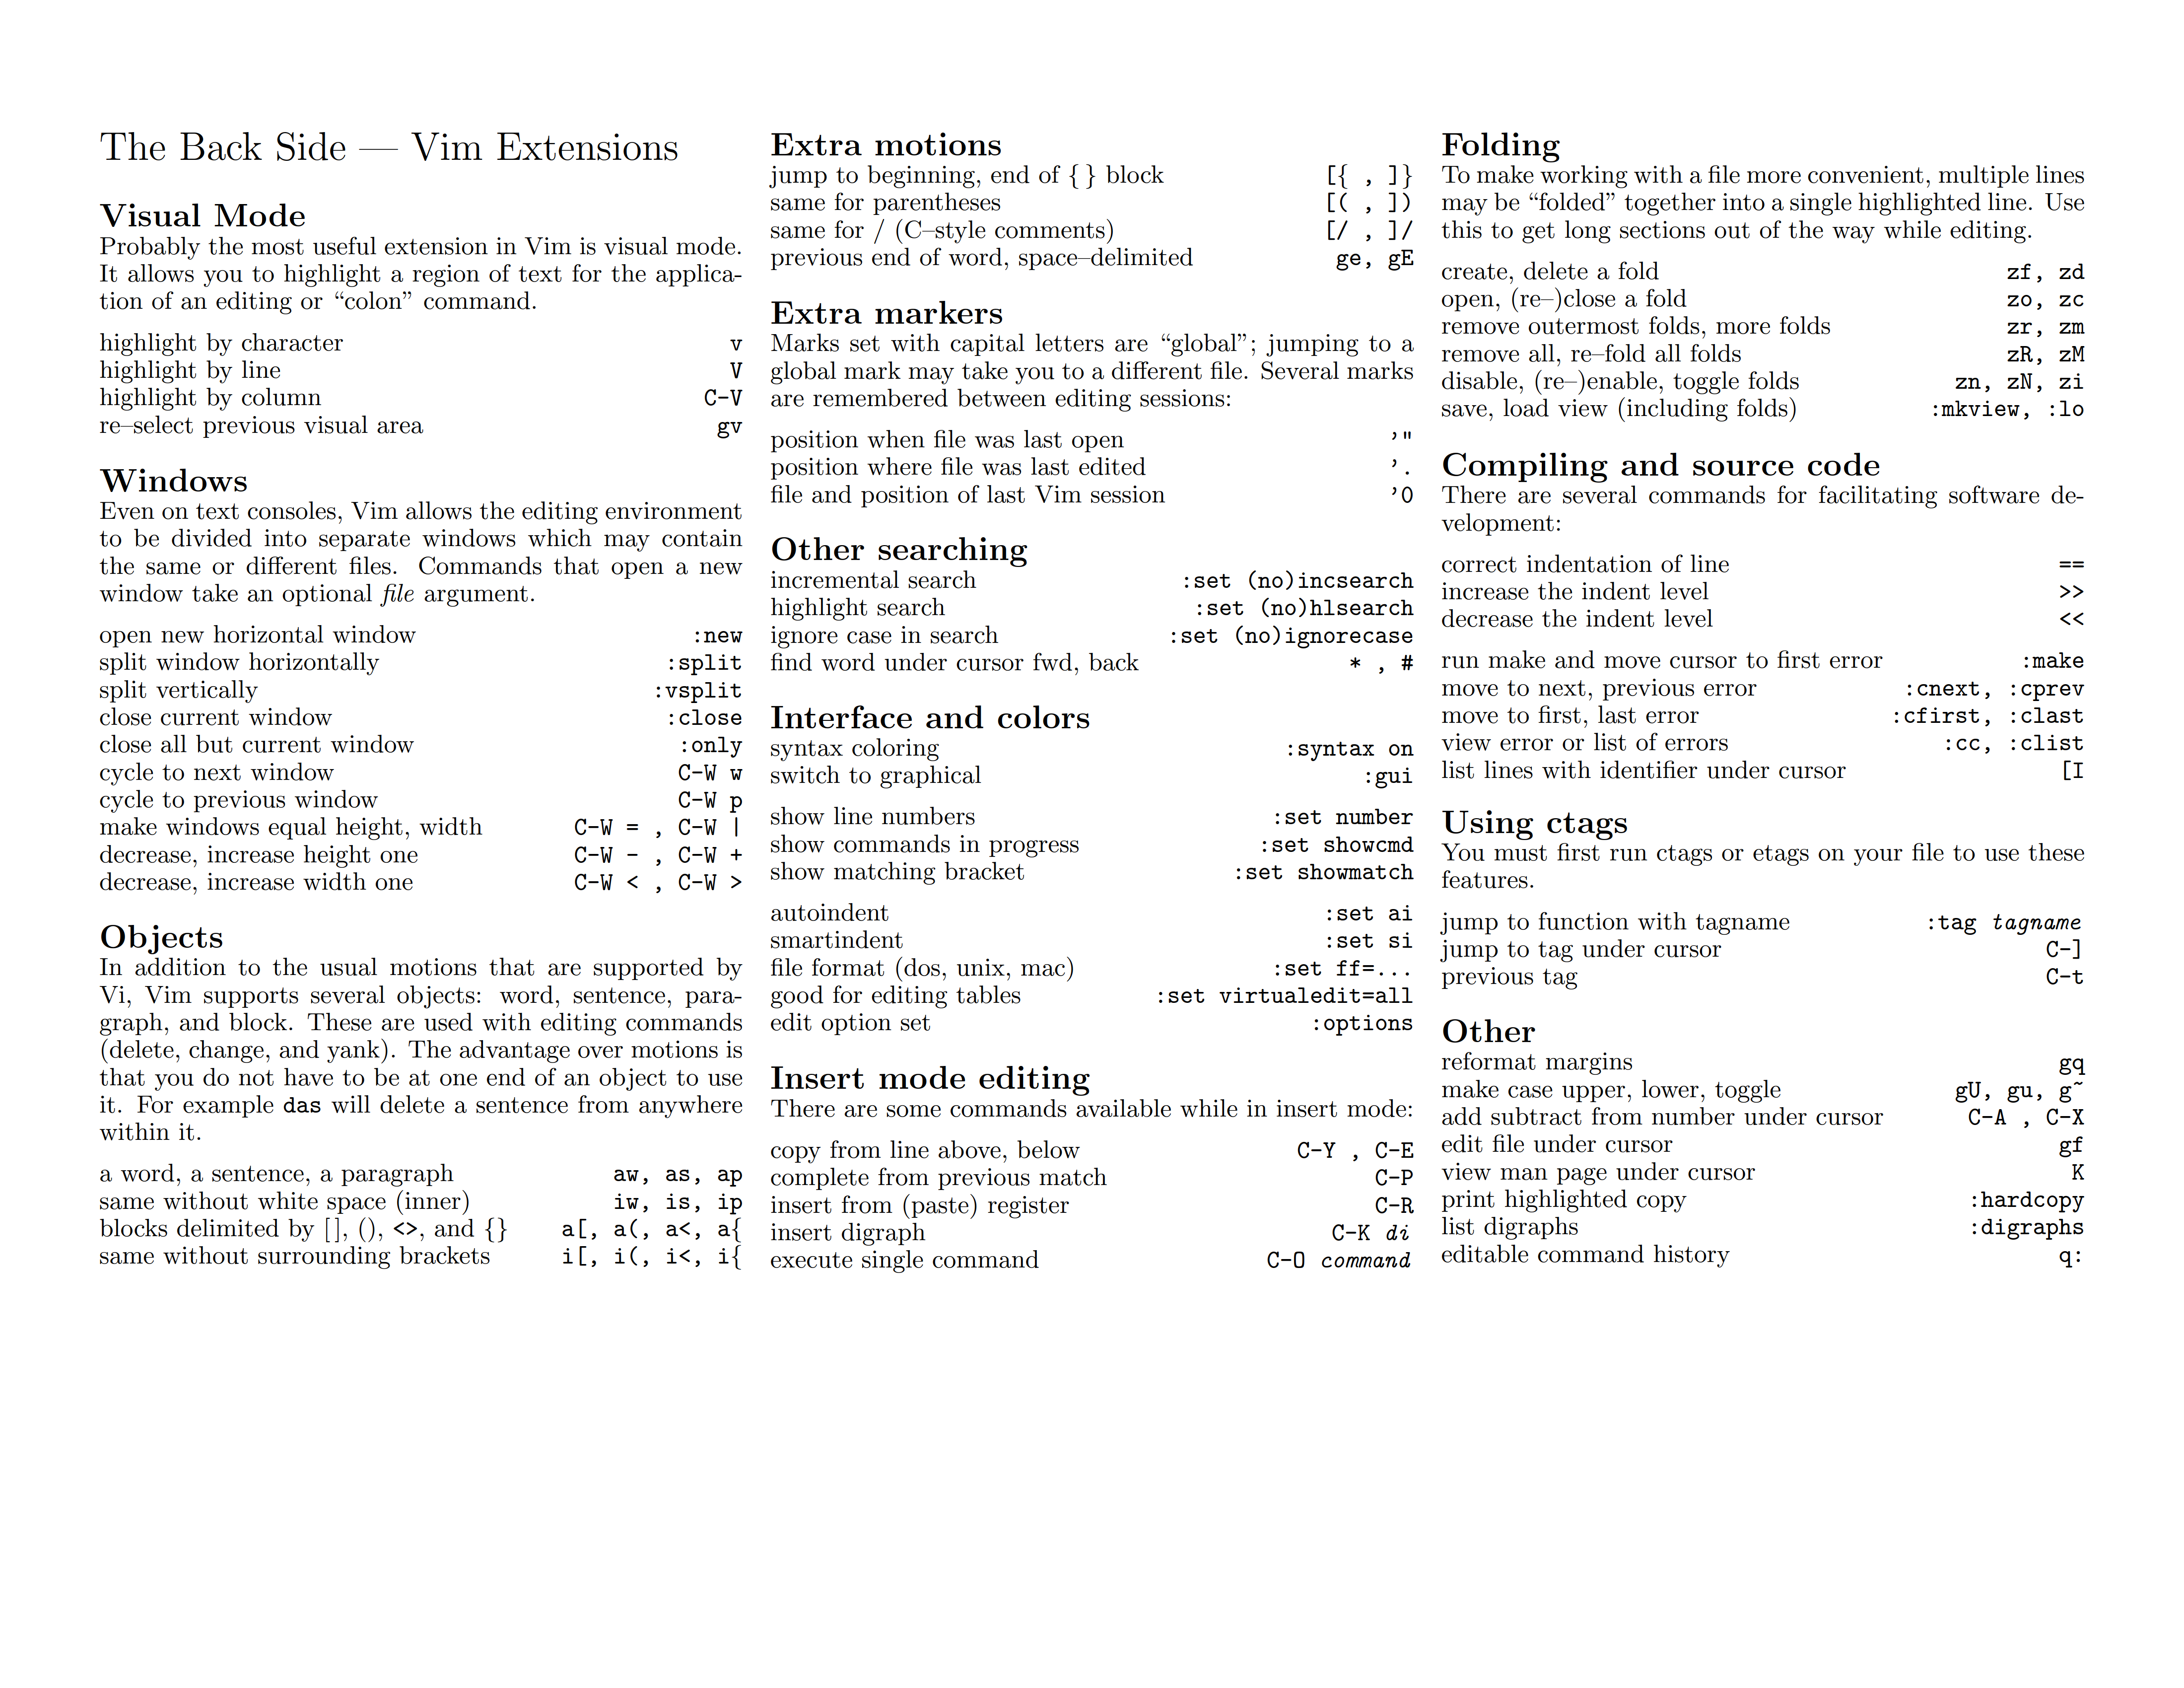 The Back Side — Vim Extensions
Visual Mode
Probably the most useful extension in Vim is visual mode.
It allows you to highlight a region of text for the applica-
tion of an editing or “colon” command.
highlight by character v
highlight by line V
highlight by column C-V
re–select previous visual area gv
Windows
Even on text consoles, Vim allows the editing environment
to be divided into separate windows which may contain
the same or different files. Commands that open a new
window take an optional file argument.
open new horizontal window :new
split window horizontally :split
split vertically :vsplit
close current window :close
close all but current window :only
cycle to next window C-W w
cycle to previous window C-W p
make windows equal height, width C-W = , C-W |
decrease, increase height one C-W - , C-W +
decrease, increase width one C-W < , C-W >
Objects
In addition to the usual motions that are supported by
Vi, Vim supports several objects: word, sentence, para-
graph, and block. These are used with editing commands
(delete, change, and yank). The advantage over motions is
that you do not have to be at one end of an object to use
it. For example das will delete a sentence from anywhere
within it.
a word, a sentence, a paragraph aw, as, ap
same without white space (inner) iw, is, ip
blocks delimited by [], (), <>, and {} a[, a(, a<, a{
same without surrounding brackets i[, i(, i<, i{
Extra motions
jump to beginning, end of {} block [{ , ]}
same for parentheses [( , ])
same for / (C–style comments) [/ , ]/
previous end of word, space–delimited ge, gE
Extra markers
Marks set with capital letters are “global”; jumping to a
global mark may take you to a different file. Several marks
are remembered between editing sessions:
position when file was last open ’"
position where file was last edited ’.
file and position of last Vim session ’0
Other searching
incremental search :set (no)incsearch
highlight search :set (no)hlsearch
ignore case in search :set (no)ignorecase
find word under cursor fwd, back * , #
Interface and colors
syntax coloring :syntax on
switch to graphical :gui
show line numbers :set number
show commands in progress :set showcmd
show matching bracket :set showmatch
autoindent :set ai
smartindent :set si
file format (dos, unix, mac) :set ff=...
good for editing tables :set virtualedit=all
edit option set :options
Insert mode editing
There are some commands available while in insert mode:
copy from line above, below C-Y , C-E
complete from previous match C-P
insert from (paste) register C-R
insert digraph C-K di
execute single command C-O command
Folding
To make working with a file more convenient, multiple lines
may be “folded” together into a single highlighted line. Use
this to get long sections out of the way while editing.
create, delete a fold zf, zd
open, (re–)close a fold zo, zc
remove outermost folds, more folds zr, zm
remove all, re–fold all folds zR, zM
disable, (re–)enable, toggle folds zn, zN, zi
save, load view (including folds) :mkview, :lo
Compiling and source code
There are several commands for facilitating software de-
velopment:
correct indentation of line ==
increase the indent level >>
decrease the indent level <<
run make and move cursor to first error :make
move to next, previous error :cnext, :cprev
move to first, last error :cfirst, :clast
view error or list of errors :cc, :clist
list lines with identifier under cursor [I
Using ctags
You must first run ctags or etags on your file to use these
features.
jump to function with tagname :tag tagname
jump to tag under cursor C-]
previous tag C-t
Other
reformat margins gq
make case upper, lower, toggle gU, gu, g~
add subtract from number under cursor C-A , C-X
edit file under cursor gf
view man page under cursor K
print highlighted copy :hardcopy
list digraphs :digraphs
editable command history q: